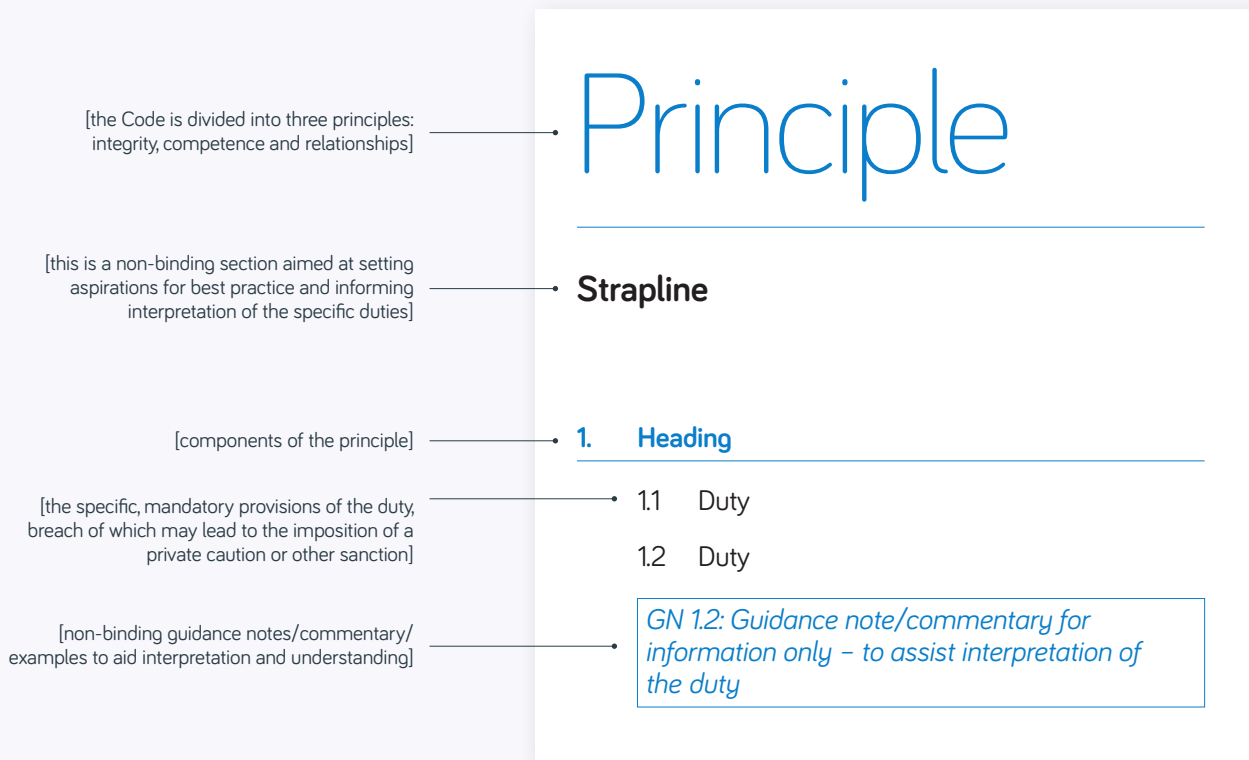 [the Code is divided into three principles:
integrity, competence and relationships]
Principle
[this is a non-binding section aimed at setting
aspirations for best practice and informing
interpretation of the specific duties]
Strapline
[components of the principle]
1. Heading
[the specific, mandatory provisions of the duty,
breach of which may lead to the imposition of a
private caution or other sanction]
1.1 Duty
1.2 Duty
[non-binding guidance notes/commentary/
examples to aid interpretation and understanding]
GN 1.2: Guidance note/commentary for
information only – to assist interpretation of
the duty